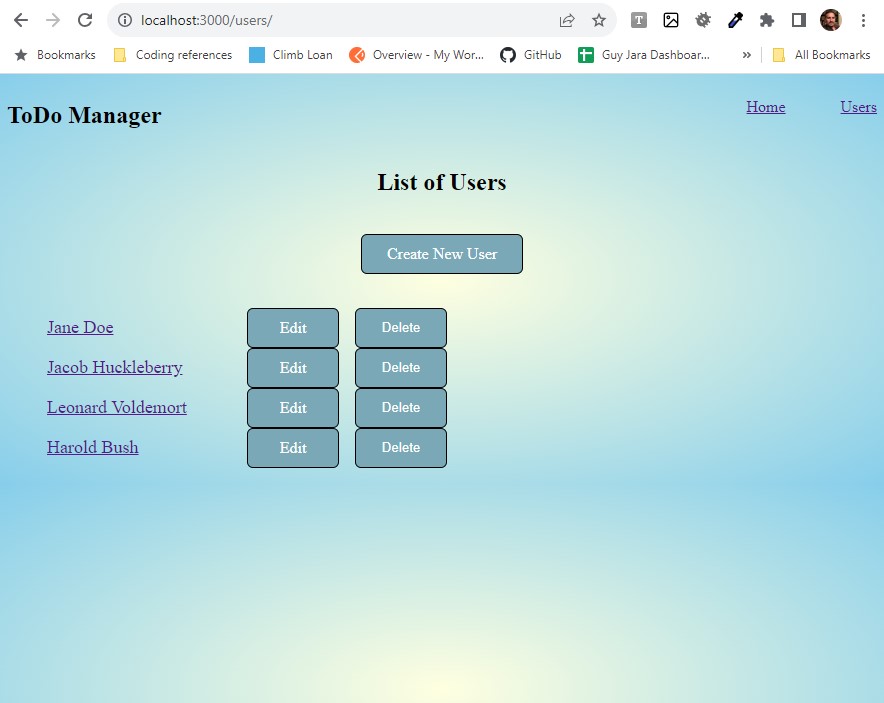 localhost:3000/users/
T
Bookmarks Coding references Climb Loan Overview - My Wor... GitHub Guy Jara Dashboar... » All Bookmarks
ToDo Manager Home Users
List of Users
Create New User
Jane Doe Edit Delete
Jacob Huckleberry Edit Delete
Leonard Voldemort Edit Delete
Harold Bush Edit Delete